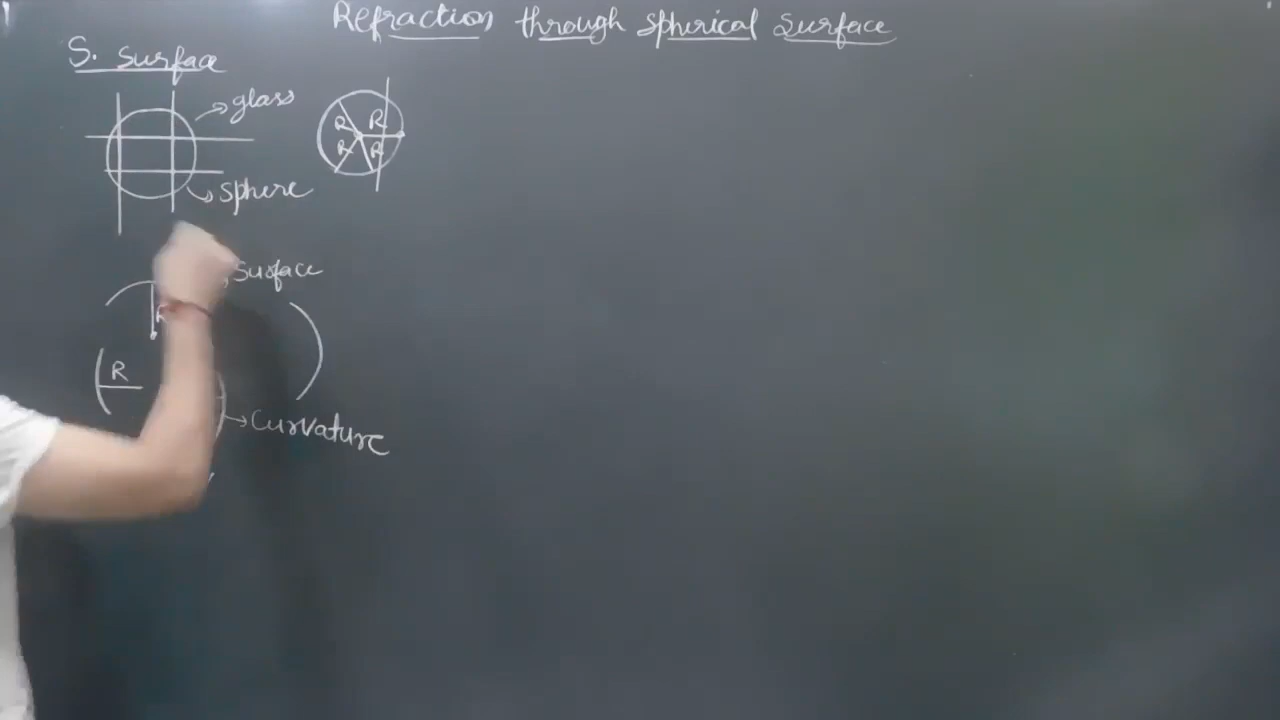 Refraction through spherical surface
S. Surface
glass
R R
R R
sphere
Surface
R
R
Curvature